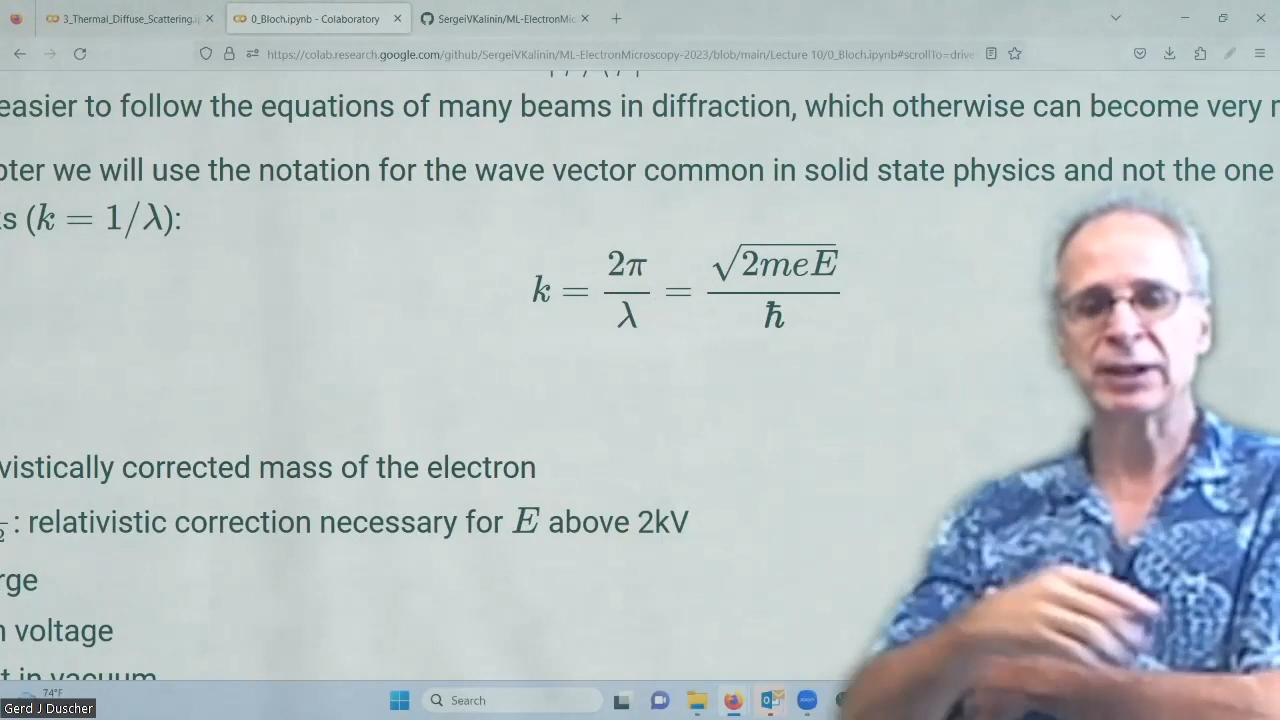 3_Thermal_Diffuse_Scattering.i
0_Bloch.ipynb - Colaboratory
SergeiVKalinin/ML-ElectronMic
https://colab.research.google.com/github/SergeiVKalinin/ML-ElectronMicroscopy-2023/blob/main/Lecture 10/0_Bloch.ipynb#scrollTo=drive
easier to follow the equations of many beams in diffraction, which otherwise can become very
pter we will use the notation for the wave vector common in solid state physics and not the one
s (k = 1/λ):
k = 2π/λ = √2meE/ħ
vistically corrected mass of the electron
2 : relativistic correction necessary for E above 2kV
rge
n voltage
t in vacuum
74°F
Search
Gerd J Duscher